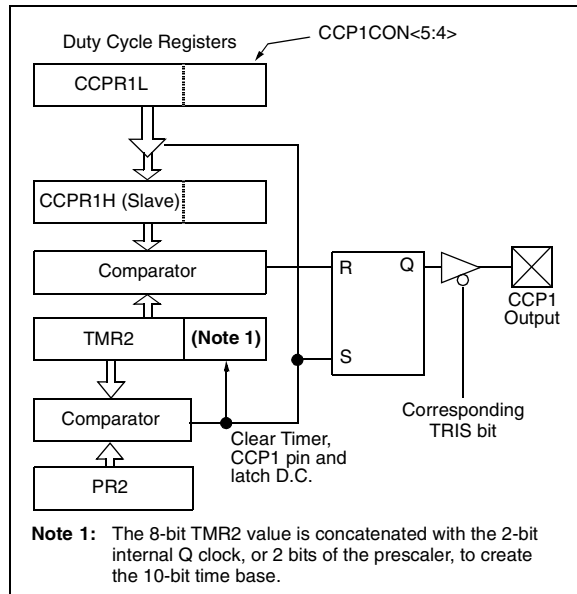 Duty Cycle Registers
CCP1CON<5:4>
CCPR1L
CCPR1H (Slave)
Comparator
R
Q
CCP1
Output
TMR2
(Note 1)
S
Comparator
Corresponding
TRIS bit
Clear Timer,
CCP1 pin and
latch D.C.
PR2
Note 1: The 8-bit TMR2 value is concatenated with the 2-bit
internal Q clock, or 2 bits of the prescaler, to create
the 10-bit time base.